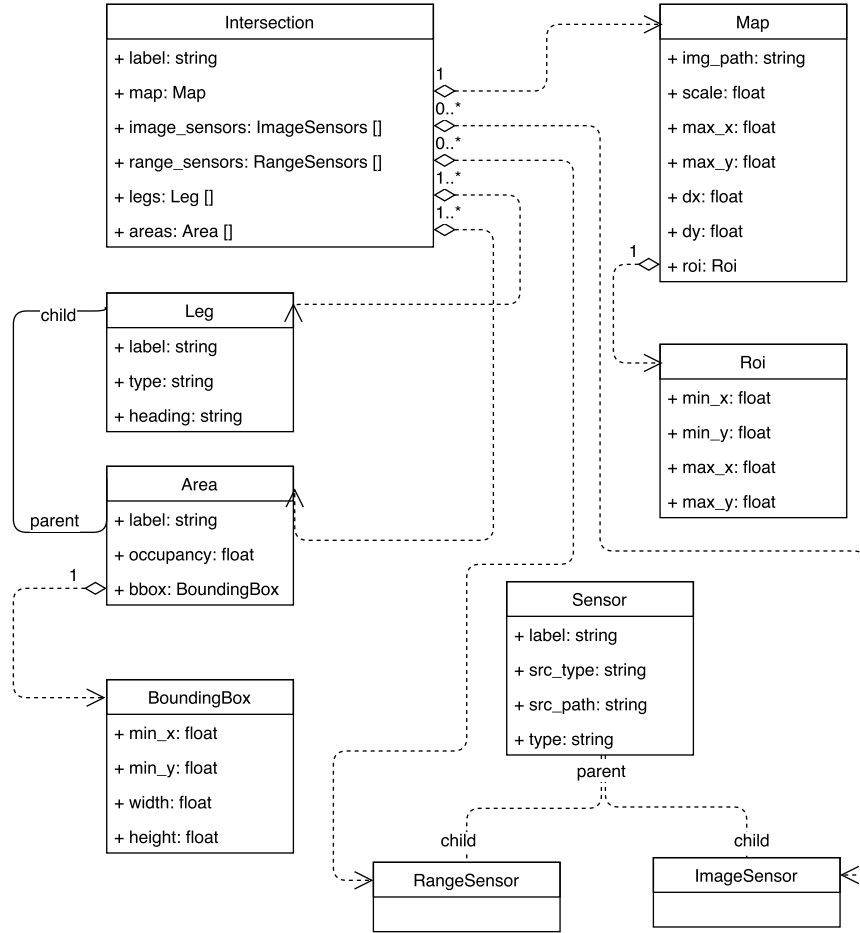 Intersection
+ label: string
+ map: Map
+ image_sensors: ImageSensors []
+ range_sensors: RangeSensors []
+ legs: Leg []
+ areas: Area []
1
0..*
0..*
1..*
1..*
Map
+ img_path: string
+ scale: float
+ max_x: float
+ max_y: float
+ dx: float
+ dy: float
+ roi: Roi
1
child
Leg
+ label: string
+ type: string
+ heading: string
Roi
+ min_x: float
+ min_y: float
+ max_x: float
+ max_y: float
parent
Area
+ label: string
+ occupancy: float
+ bbox: BoundingBox
1
Sensor
+ label: string
+ src_type: string
+ src_path: string
+ type: string
BoundingBox
+ min_x: float
+ min_y: float
+ width: float
+ height: float
parent
child
child
RangeSensor
ImageSensor